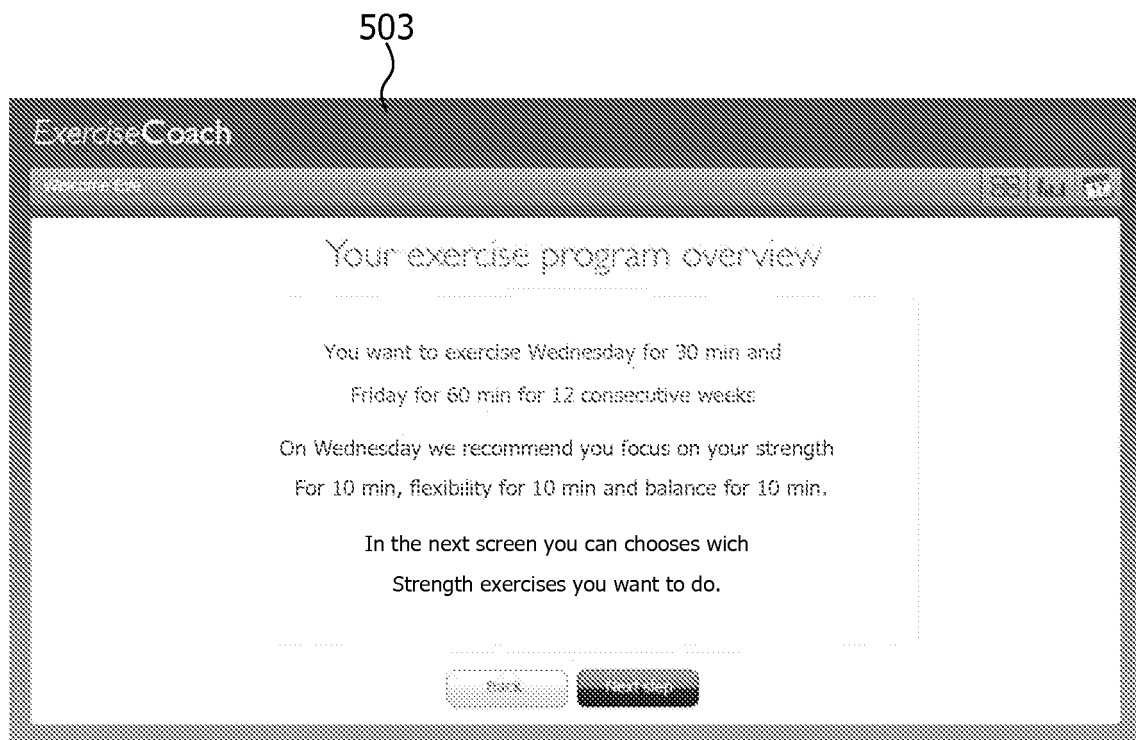 503
ExerciseCoach
Welcome Eve
Your exercise program overview
You want to exercise Wednesday for 30 min and
Friday for 60 min for 12 consecutive weeks
On Wednesday we recommend you focus on your strength
For 10 min, flexibility for 10 min and balance for 10 min.
In the next screen you can chooses wich
Strength exercises you want to do.
Back